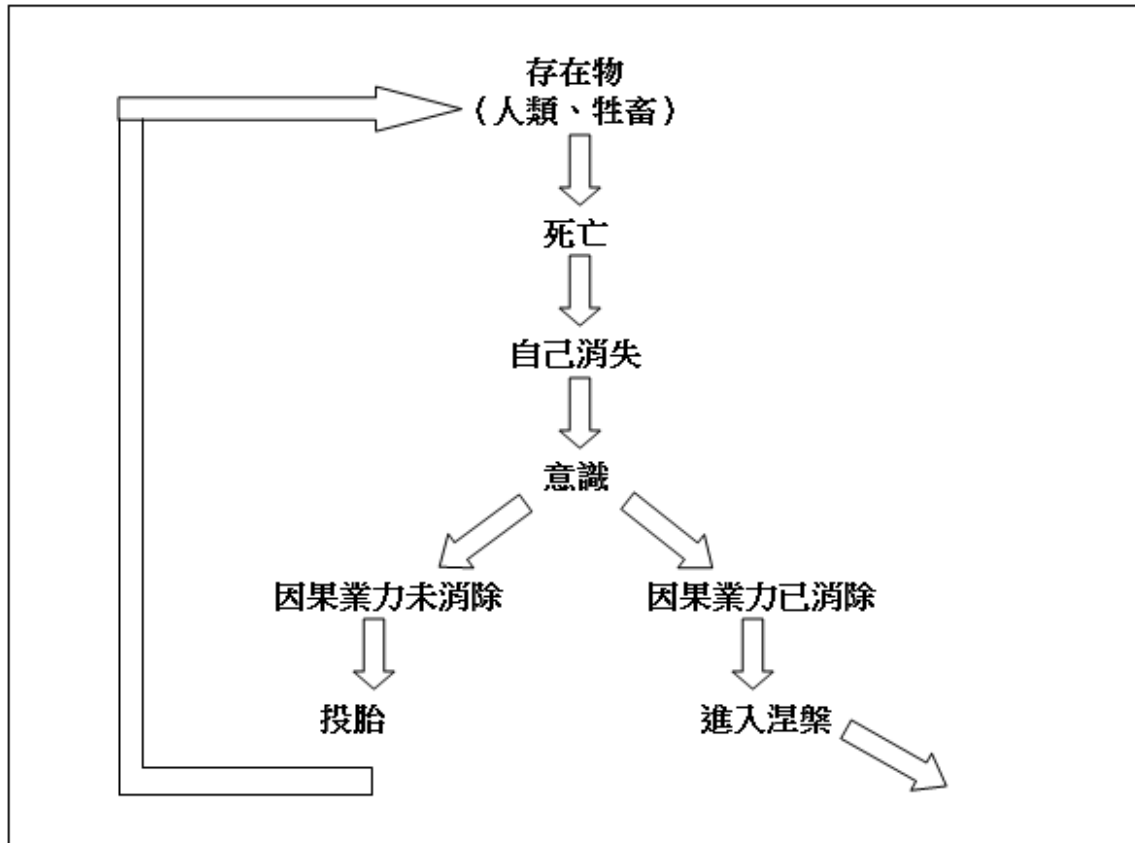 存在物
（人類、牲畜）
死亡
自己消失
意識
因果業力未消除
因果業力已消除
投胎
進入涅槃